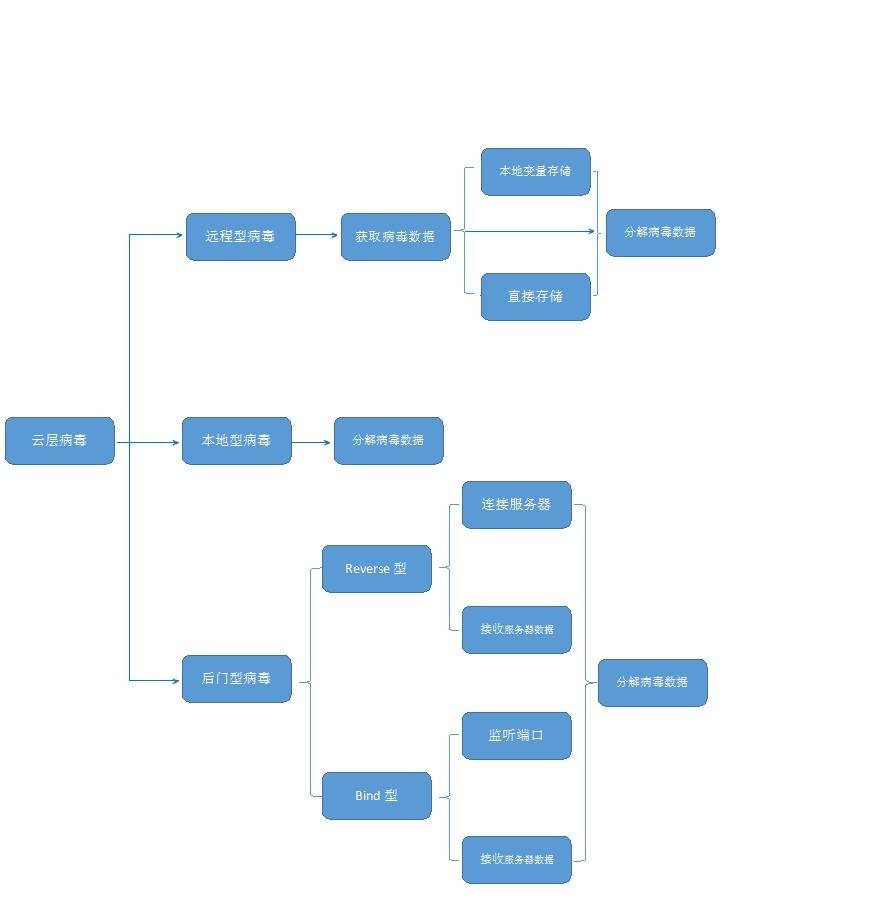 本地变量存储
远程型病毒
获取病毒数据
分解病毒数据
直接存储
云层病毒
本地型病毒
分解病毒数据
连接服务器
Reverse 型
接收服务器数据
后门型病毒
分解病毒数据
监听端口
Bind 型
接收服务器数据